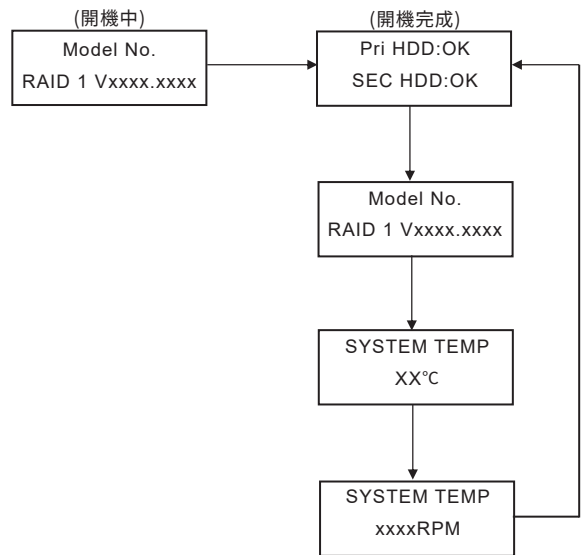 (開機中)
Model No.
RAID 1 Vxxxx.xxxx
(開機完成)
Pri HDD:OK
SEC HDD:OK
Model No.
RAID 1 Vxxxx.xxxx
SYSTEM TEMP
XX℃
SYSTEM TEMP
xxxxRPM